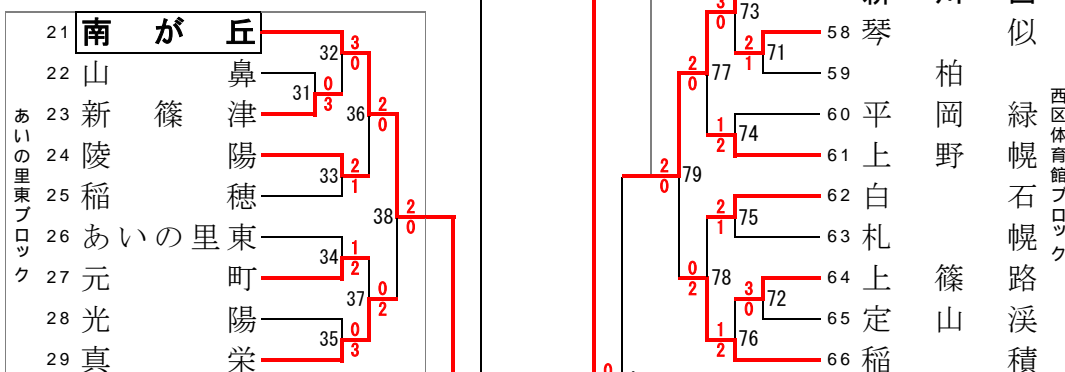 あいの里東ブロック
21 南が丘
22 山鼻
23 新篠津
24 陵陽
25 稲穂
26 あいの里東
27 元町
28 光陽
29 真栄
31
0
3
32
3
0
33
2
1
34
1
2
35
0
3
36
2
0
37
0
2
38
2
0
3
0
73
2
1
71
2
0
77
1
2
74
2
0
79
2
1
75
0
2
78
3
0
72
1
2
76
0
58 琴似
59 柏
60 平岡緑
61 上野幌
62 白石
63 札幌
64 上篠路
65 定山渓
66 稲積
西区体育館ブロック